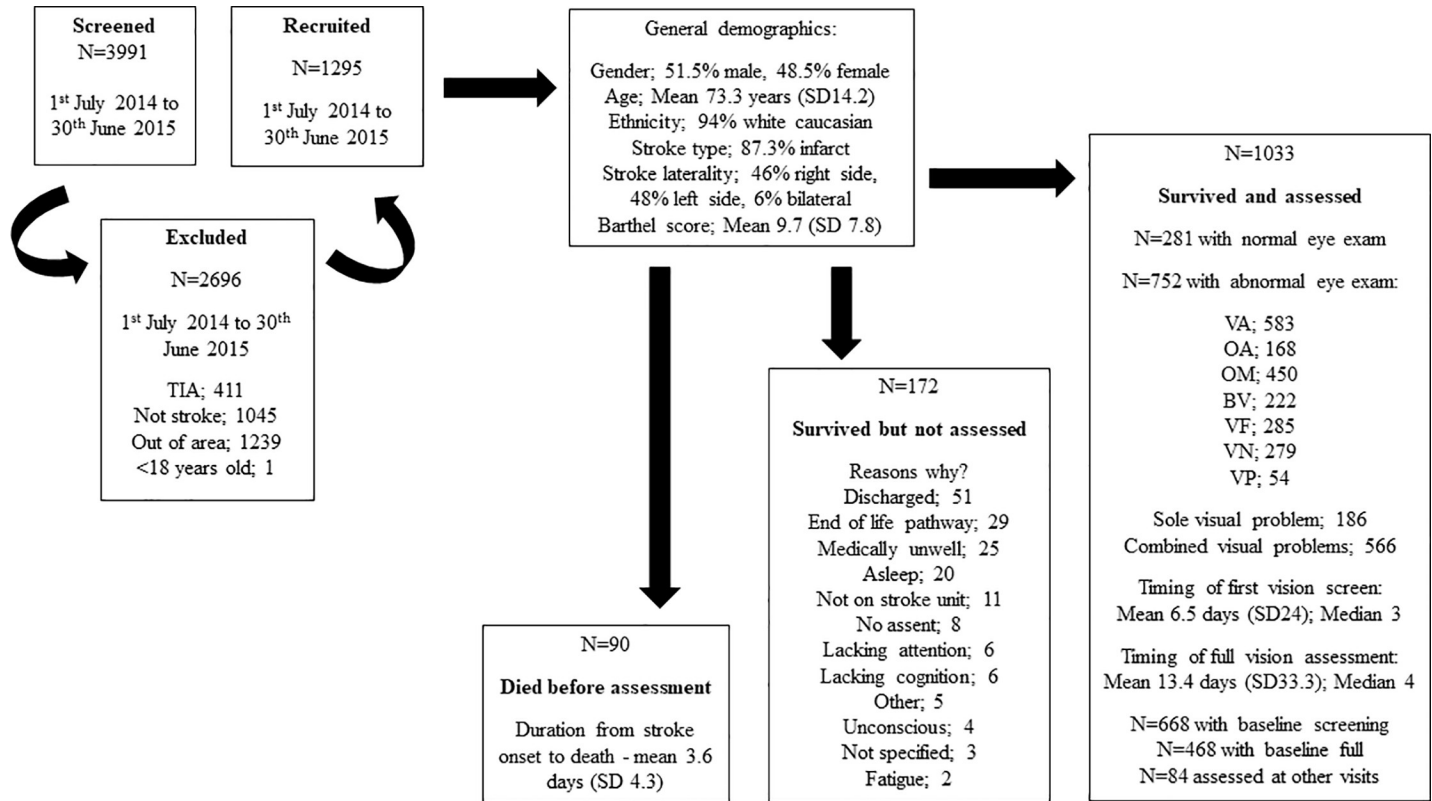 Screened
N=3991
1st July 2014 to
30th June 2015
Recruited
N=1295
1st July 2014 to
30th June 2015
Excluded
N=2696
1st July 2014 to 30th
June 2015
TIA; 411
Not stroke; 1045
Out of area; 1239
<18 years old; 1
General demographics:
Gender; 51.5% male, 48.5% female
Age; Mean 73.3 years (SD14.2)
Ethnicity; 94% white caucasian
Stroke type; 87.3% infarct
Stroke laterality; 46% right side,
48% left side, 6% bilateral
Barthel score; Mean 9.7 (SD 7.8)
N=90
Died before assessment
Duration from stroke
onset to death - mean 3.6
days (SD 4.3)
N=172
Survived but not assessed
Reasons why?
Discharged; 51
End of life pathway; 29
Medically unwell; 25
Asleep; 20
Not on stroke unit; 11
No assent; 8
Lacking attention; 6
Lacking cognition; 6
Other; 5
Unconscious; 4
Not specified; 3
Fatigue; 2
N=1033
Survived and assessed
N=281 with normal eye exam
N=752 with abnormal eye exam:
VA; 583
OA; 168
OM; 450
BV; 222
VF; 285
VN; 279
VP; 54
Sole visual problem; 186
Combined visual problems; 566
Timing of first vision screen:
Mean 6.5 days (SD24); Median 3
Timing of full vision assessment:
Mean 13.4 days (SD33.3); Median 4
N=668 with baseline screening
N=468 with baseline full
N=84 assessed at other visits